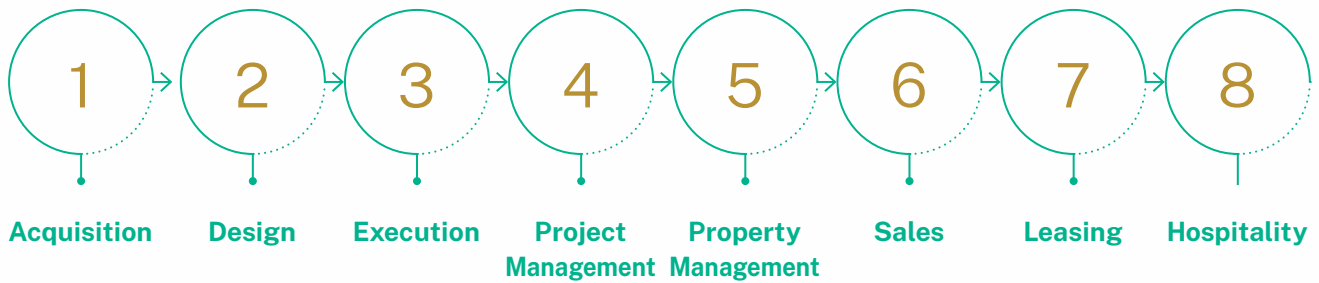 1 2 3 4 5 6 7 8
Acquisition Design Execution Project Property Sales Leasing Hospitality
Management Management